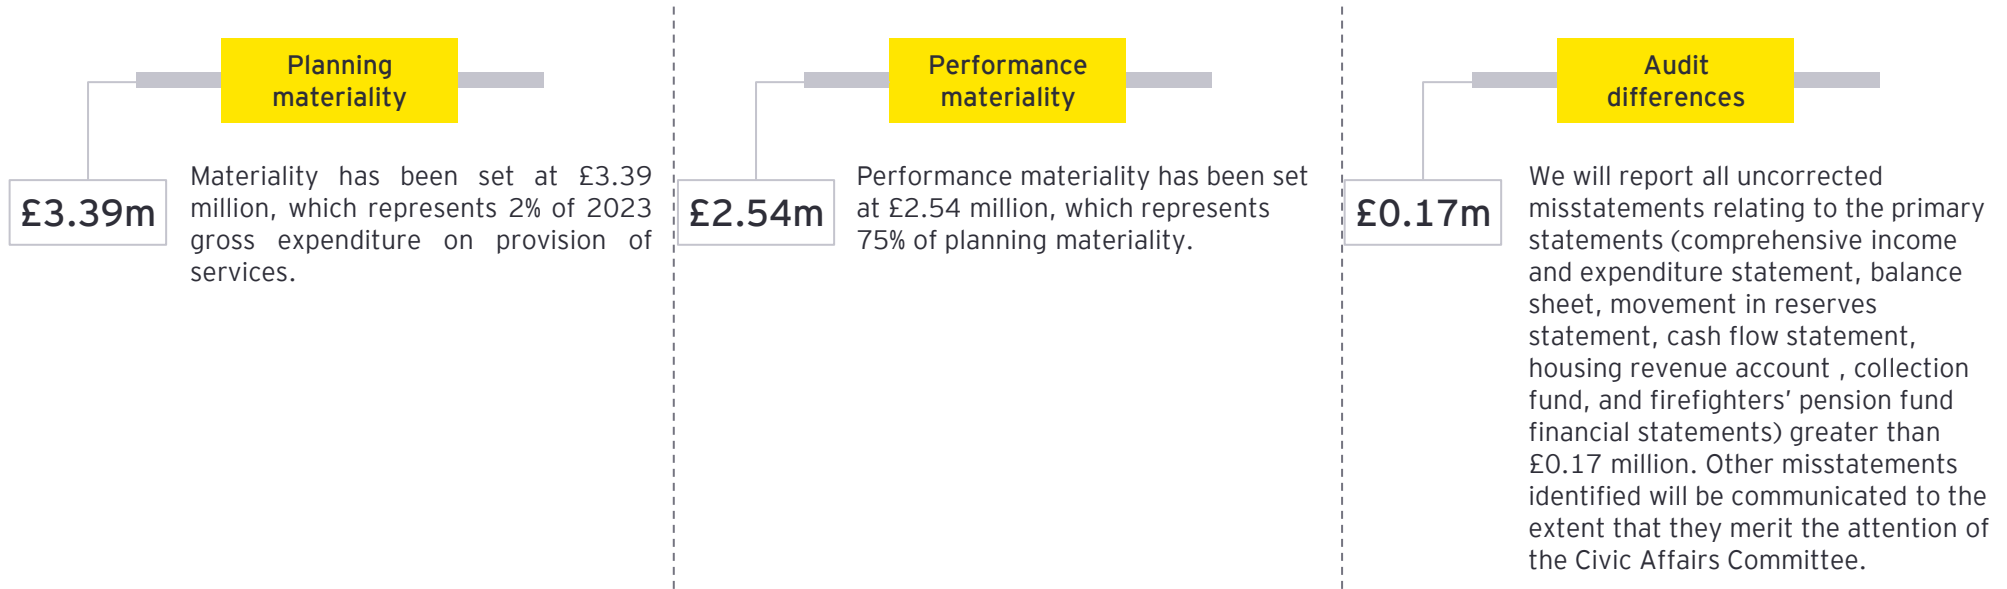 Planning
materiality
£3.39m
Materiality has been set at £3.39
million, which represents 2% of 2023
gross expenditure on provision of
services.
Performance
materiality
£2.54m
Performance materiality has been set
at £2.54 million, which represents
75% of planning materiality.
Audit
differences
£0.17m
We will report all uncorrected
misstatements relating to the primary
statements (comprehensive income
and expenditure statement, balance
sheet, movement in reserves
statement, cash flow statement,
housing revenue account , collection
fund, and firefighters’ pension fund
financial statements) greater than
£0.17 million. Other misstatements
identified will be communicated to the
extent that they merit the attention of
the Civic Affairs Committee.